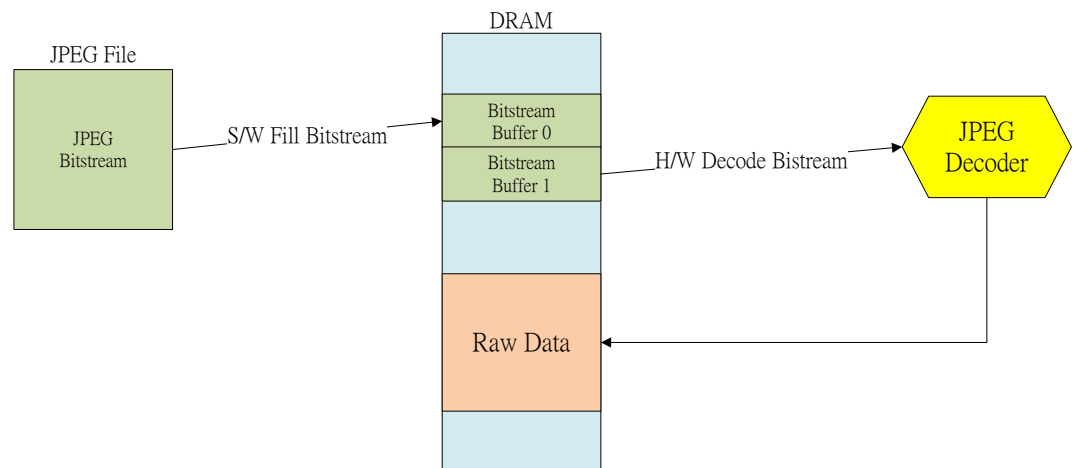 DRAM
JPEG File
JPEG
Bitstream
S/W Fill Bitstream
Bitstream
Buffer 0
Bitstream
Buffer 1
H/W Decode Bistream
JPEG
Decoder
Raw Data